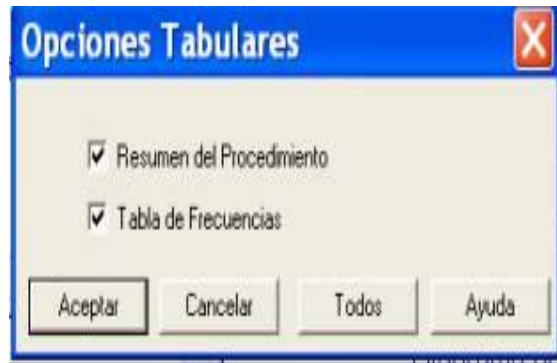 Opciones Tabulares
Resumen del Procedimiento
Tabla de Frecuencias
Aceptar Cancelar Todos Ayuda